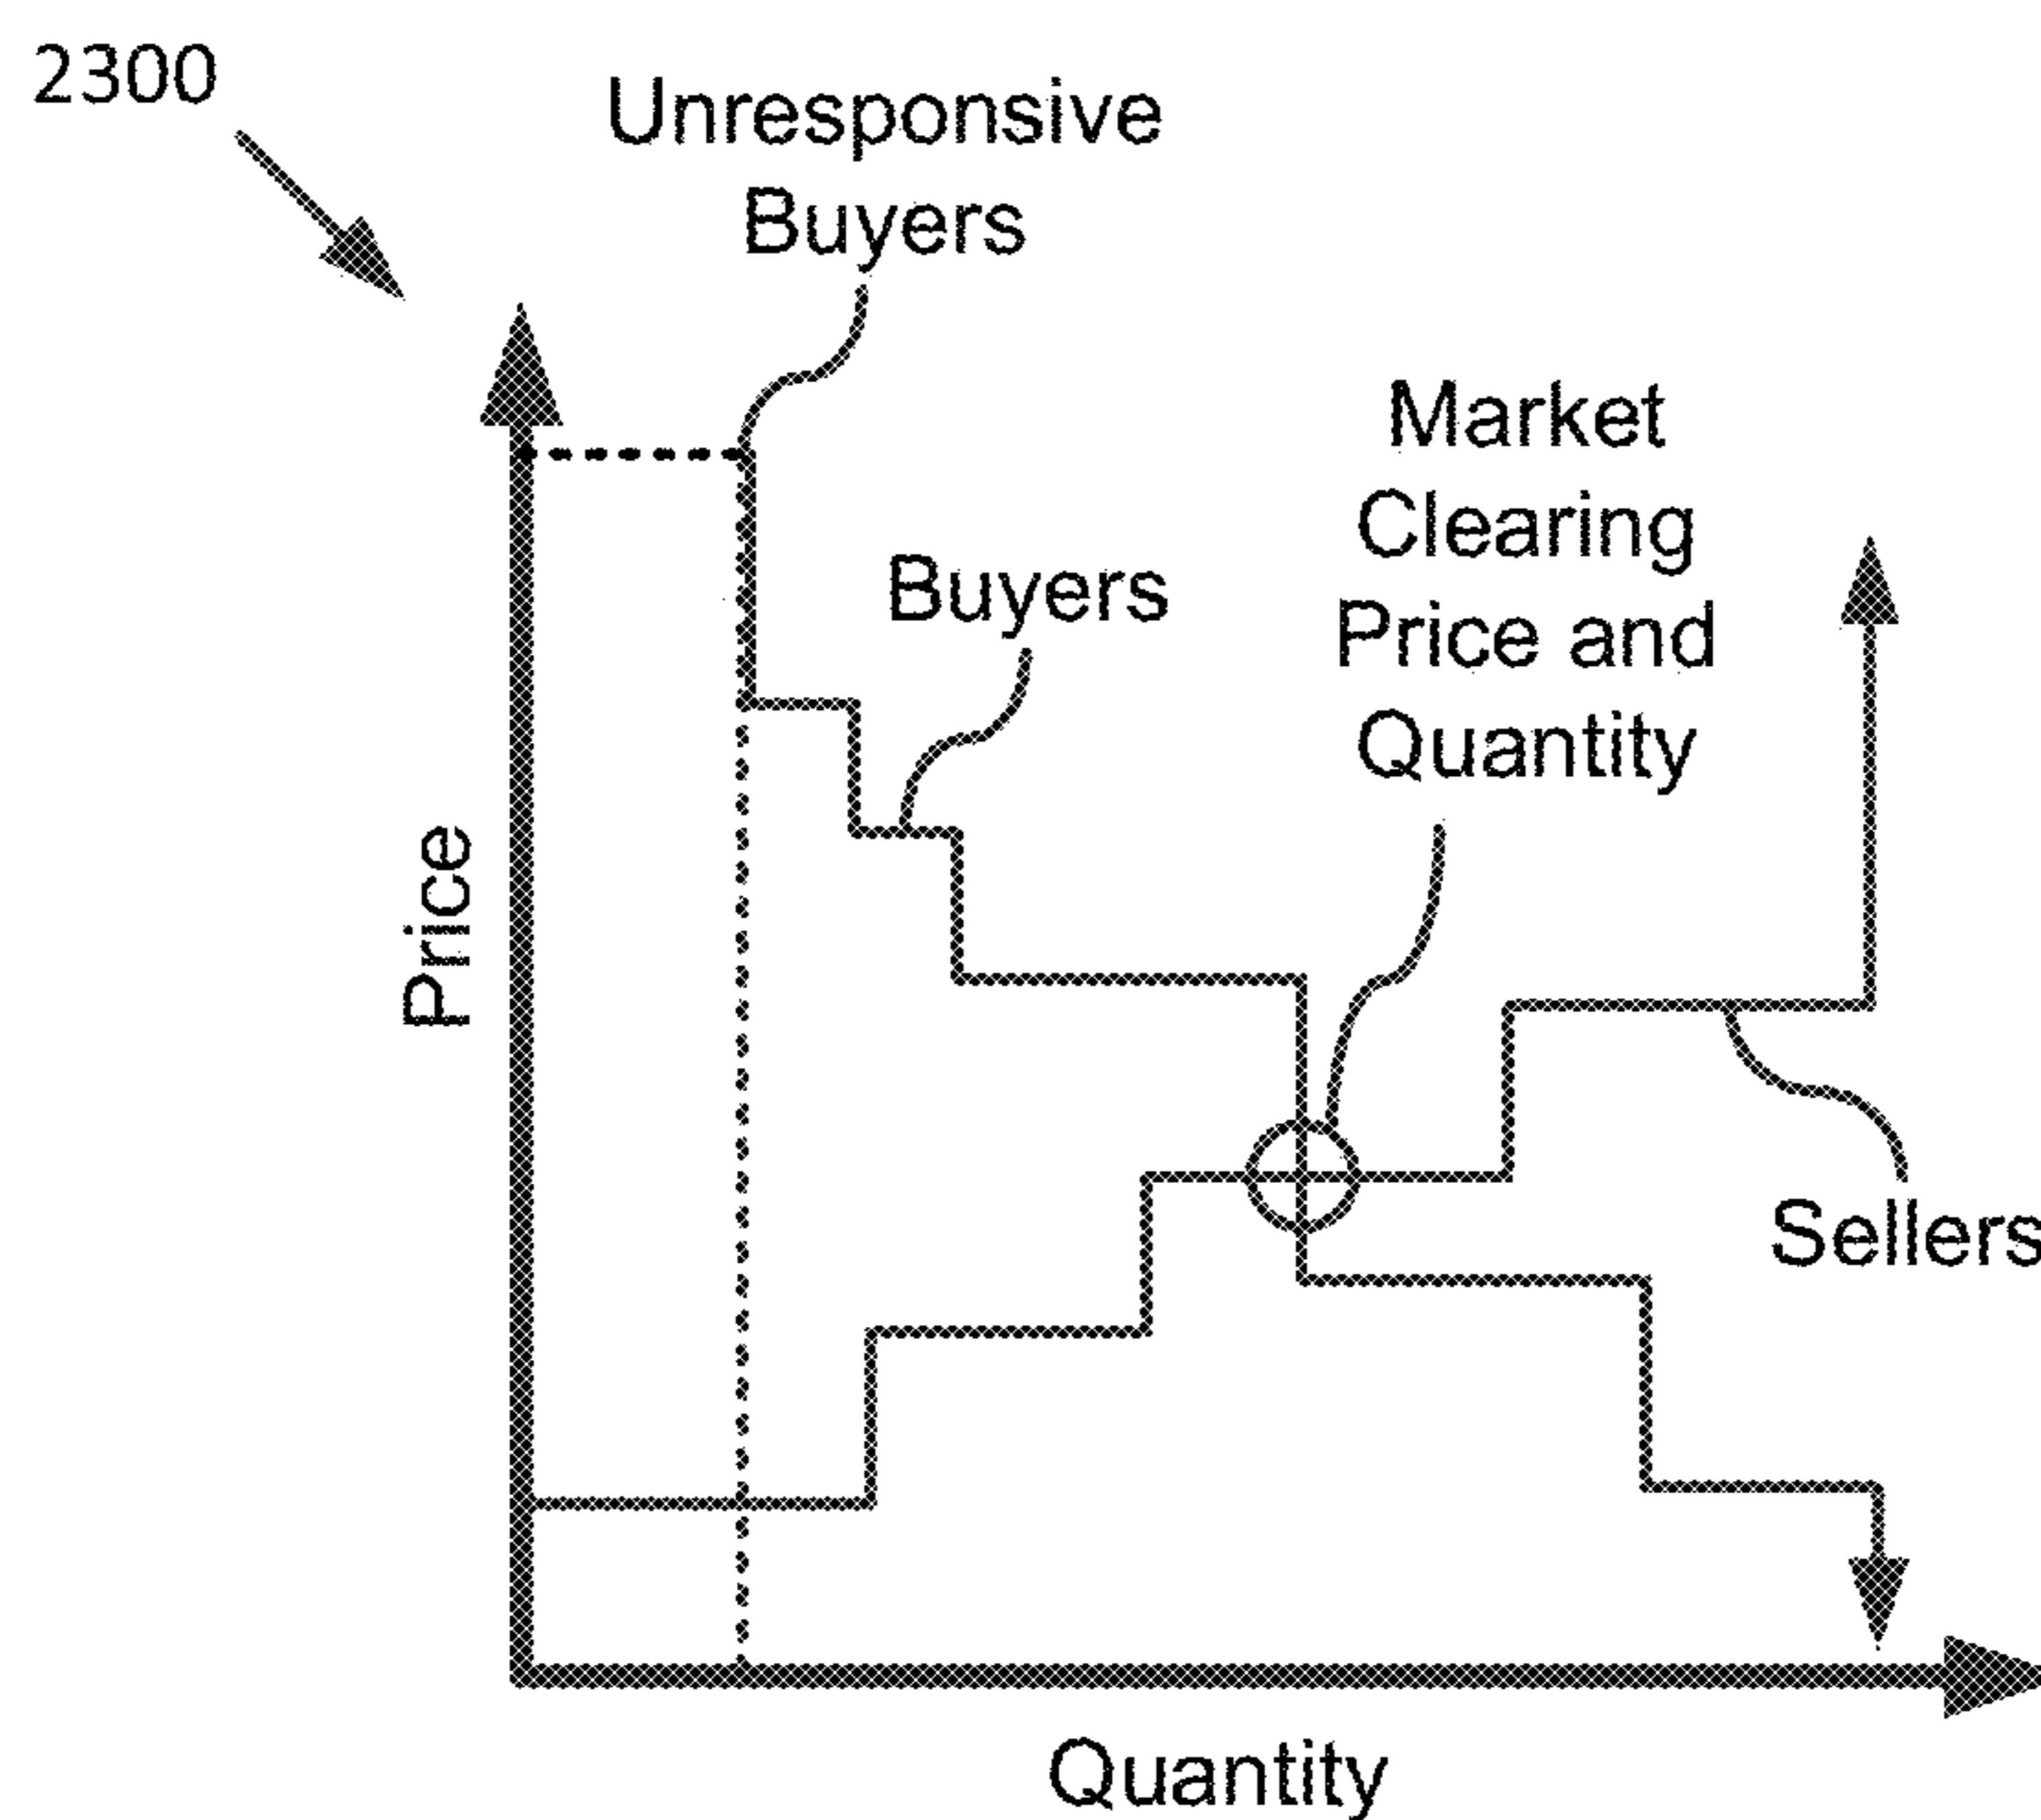 2300
Unresponsive
Buyers
Market
Clearing
Price and
Quantity
Buyers
Price
Sellers
Quantity